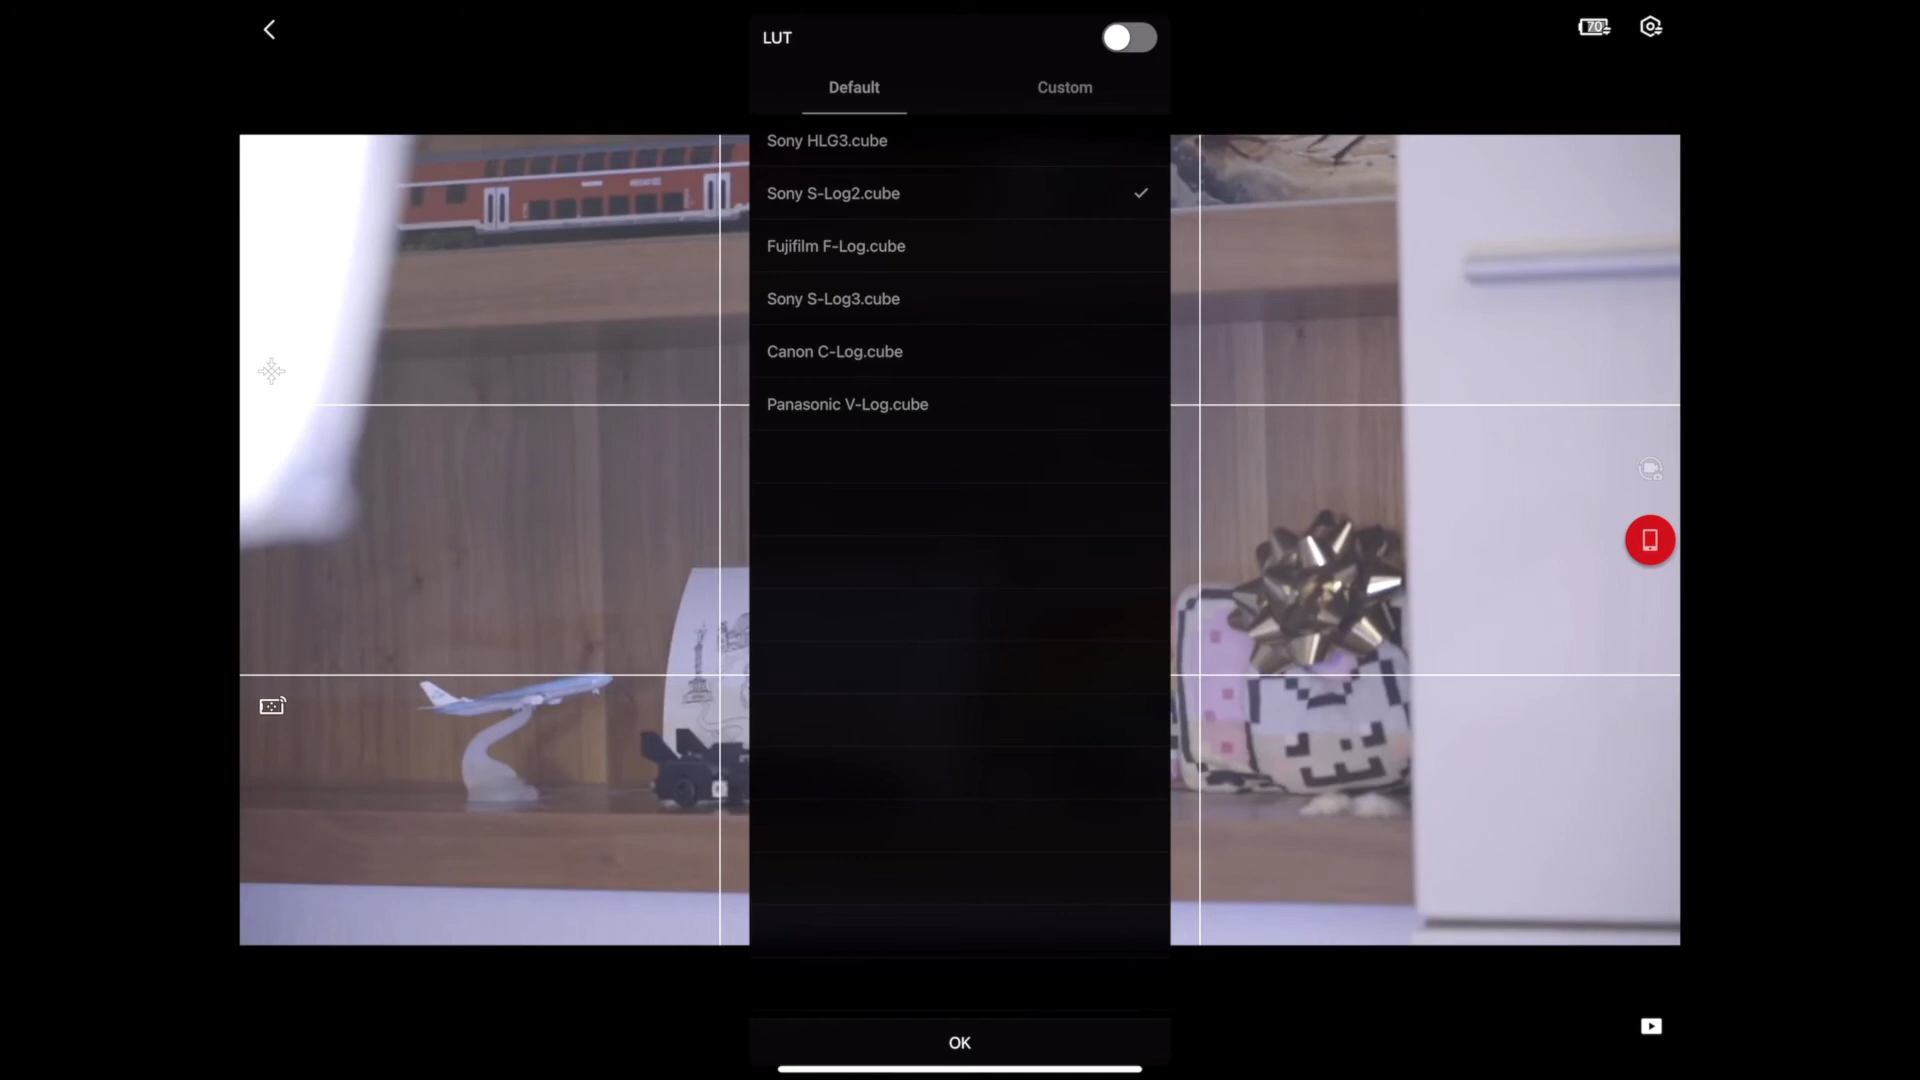 LUT
70
Default
Custom
Sony HLG3.cube
Sony S-Log2.cube
Fujifilm F-Log.cube
Sony S-Log3.cube
Canon C-Log.cube
Panasonic V-Log.cube
OK